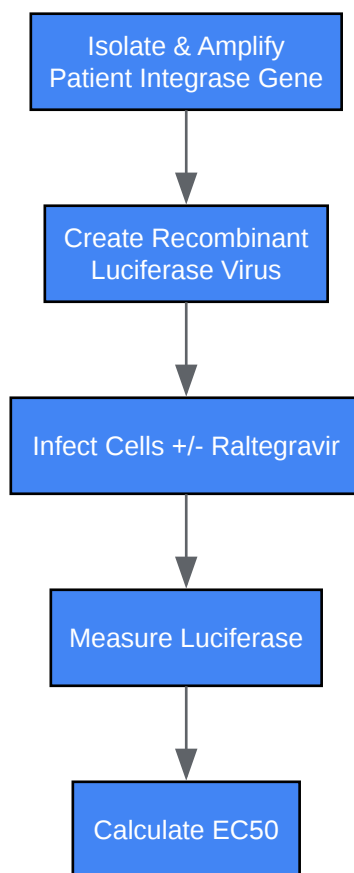 Isolate & Amplify
Patient Integrase Gene
Create Recombinant
Luciferase Virus
Infect Cells +/- Raltegravir
Measure Luciferase
Calculate EC50